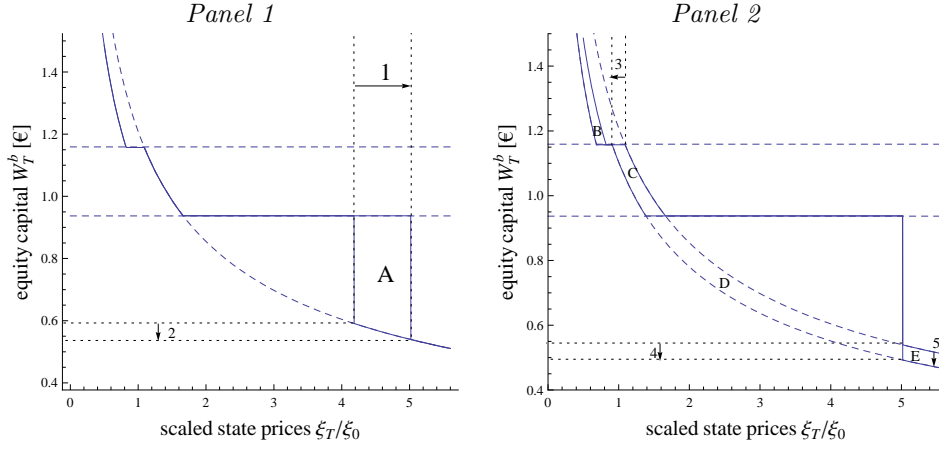 Panel 1
Panel 2
equity capital W_T^b [€]
1.4
1.2
1.0
0.8
0.6
0.4
0
1
2
3
4
5
scaled state prices ξ_T/ξ_0
1
2
A
equity capital W_T^b [€]
1.4
1.2
1.0
0.8
0.6
0.5
0.4
0
1
2
3
4
5
scaled state prices ξ_T/ξ_0
3
B
C
D
4
5
E